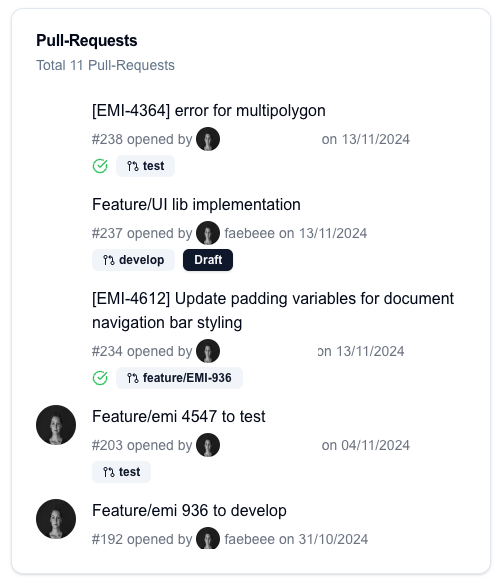 Pull-Requests
Total 11 Pull-Requests
[EMI-4364] error for multipolygon
#238 opened by on 13/11/2024
test
Feature/UI lib implementation
#237 opened by faebeee on 13/11/2024
develop Draft
[EMI-4612] Update padding variables for document
navigation bar styling
#234 opened by on 13/11/2024
feature/EMI-936
Feature/emi 4547 to test
#203 opened by on 04/11/2024
test
Feature/emi 936 to develop
#192 opened by faebeee on 31/10/2024